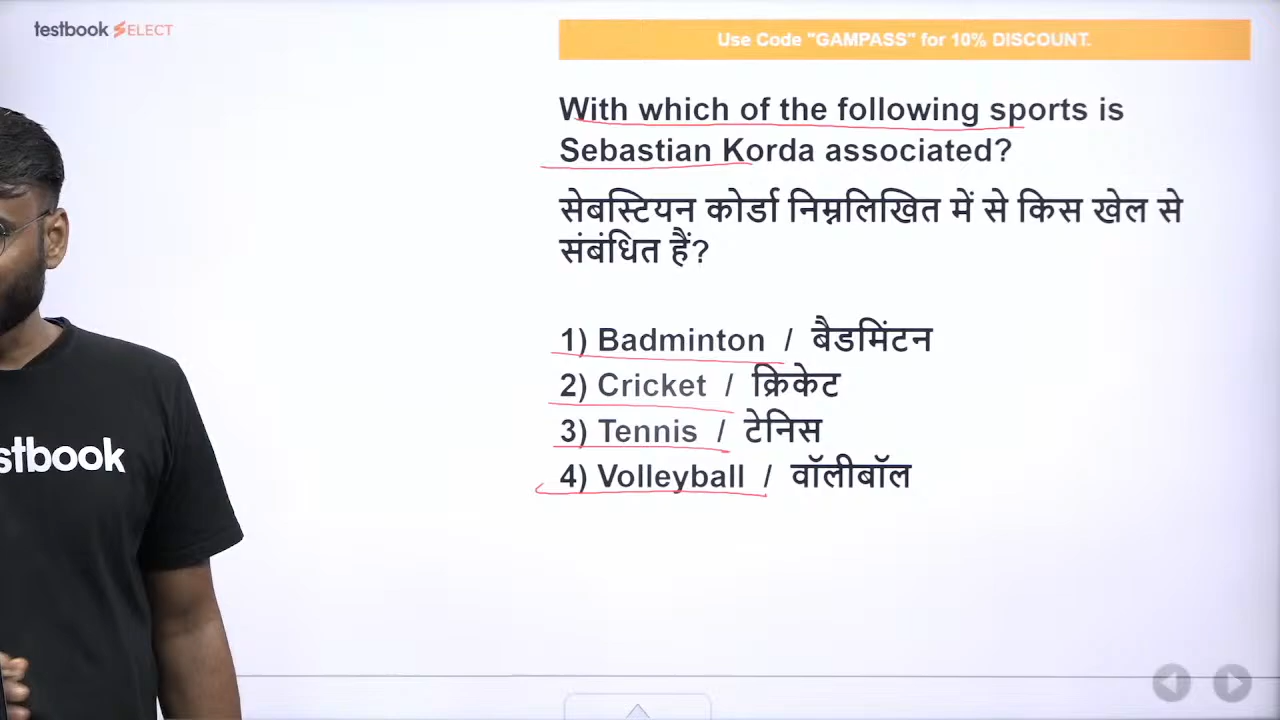 testbook SELECT
Use Code "GAMPASS" for 10% DISCOUNT.
With which of the following sports is
Sebastian Korda associated?
सेबस्टियन कोर्डा निम्नलिखित में से किस खेल से
संबंधित हैं?
1) Badminton / बैडमिंटन
2) Cricket / क्रिकेट
3) Tennis / टेनिस
4) Volleyball / वॉलीबॉल
stbook